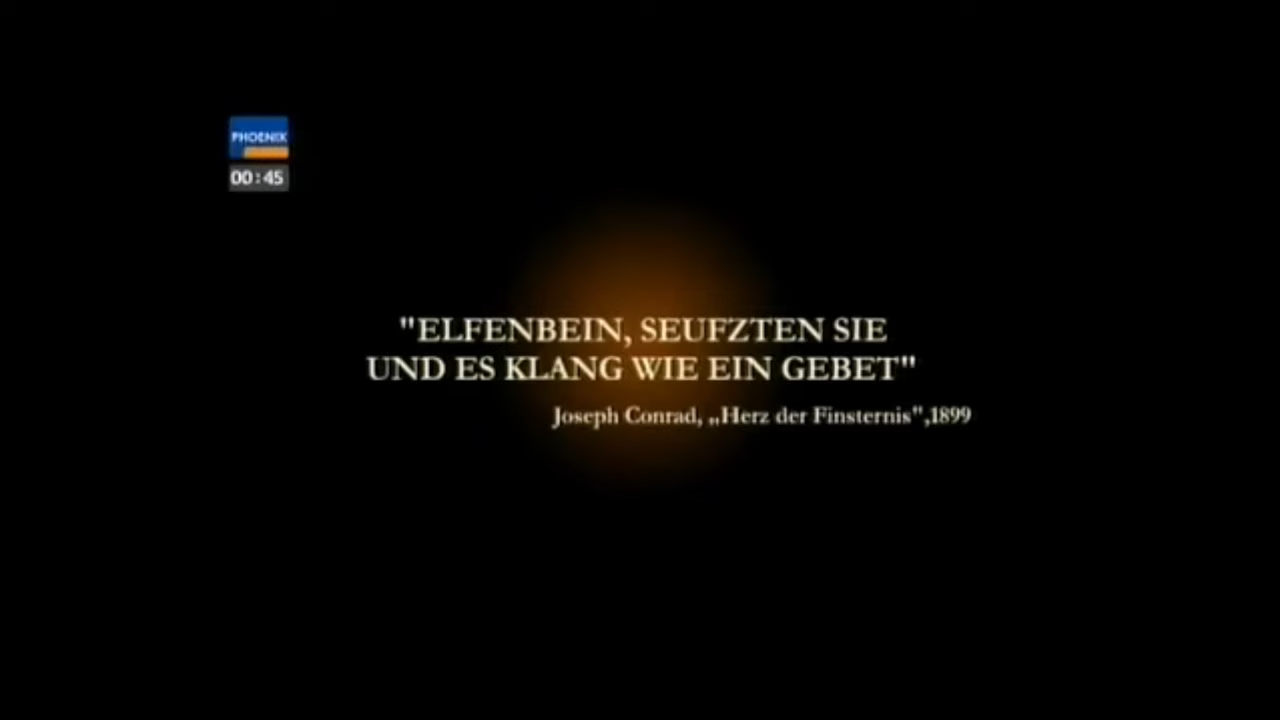 PHOENIX
00:45
"ELFENBEIN, SEUFZTEN SIE
UND ES KLANG WIE EIN GEBET"
Joseph Conrad, „Herz der Finsternis",1899